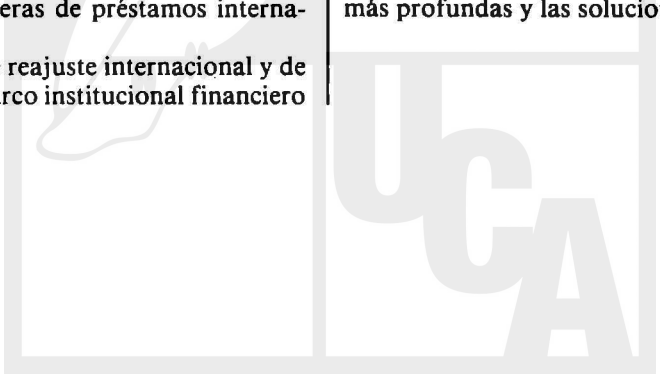 eras de préstamos interna-
reajuste internacional y de
rco institucional financiero
más profundas y las solucio
UCA